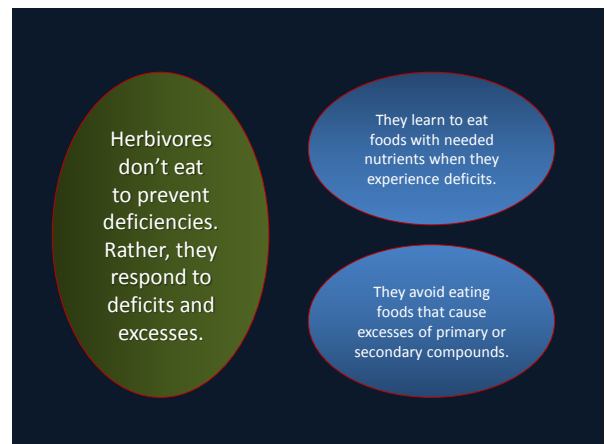 Herbivores
don’t eat
to prevent
deficiencies.
Rather, they
respond to
deficits and
excesses.
They learn to eat
foods with needed
nutrients when they
experience deficits.
They avoid eating
foods that cause
excesses of primary or
secondary compounds.